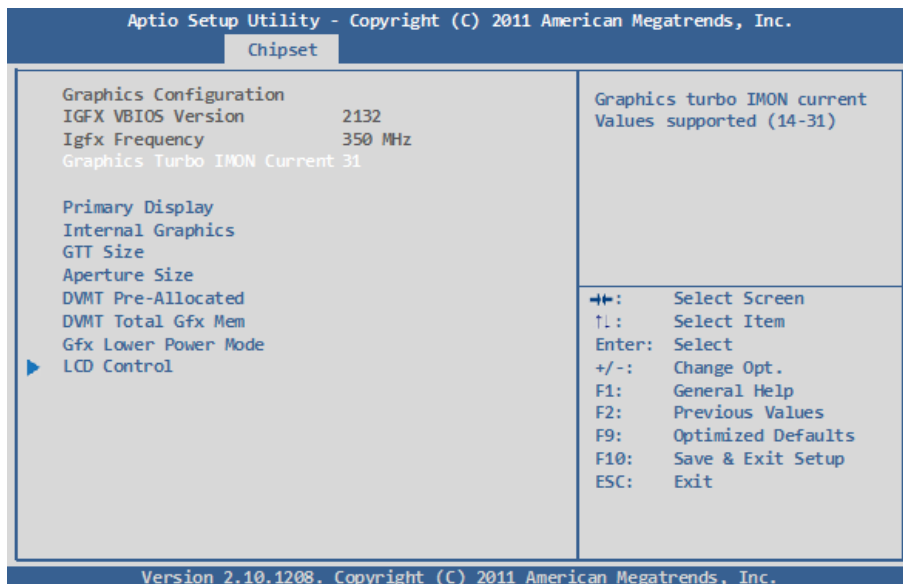 Aptio Setup Utility - Copyright (C) 2011 American Megatrends, Inc.
Chipset
Graphics Configuration
IGFX VBIOS Version 2132
Igfx Frequency 350 MHz
Graphics Turbo IMON Current 31
Primary Display
Internal Graphics
GTT Size
Aperture Size
DVMT Pre-Allocated
DVMT Total Gfx Mem
Gfx Lower Power Mode
LCD Control
Graphics turbo IMON current
Values supported (14-31)
→←: Select Screen
↑↓: Select Item
Enter: Select
+/-: Change Opt.
F1: General Help
F2: Previous Values
F9: Optimized Defaults
F10: Save & Exit Setup
ESC: Exit
Version 2.10.1208. Copyright (C) 2011 American Megatrends, Inc.